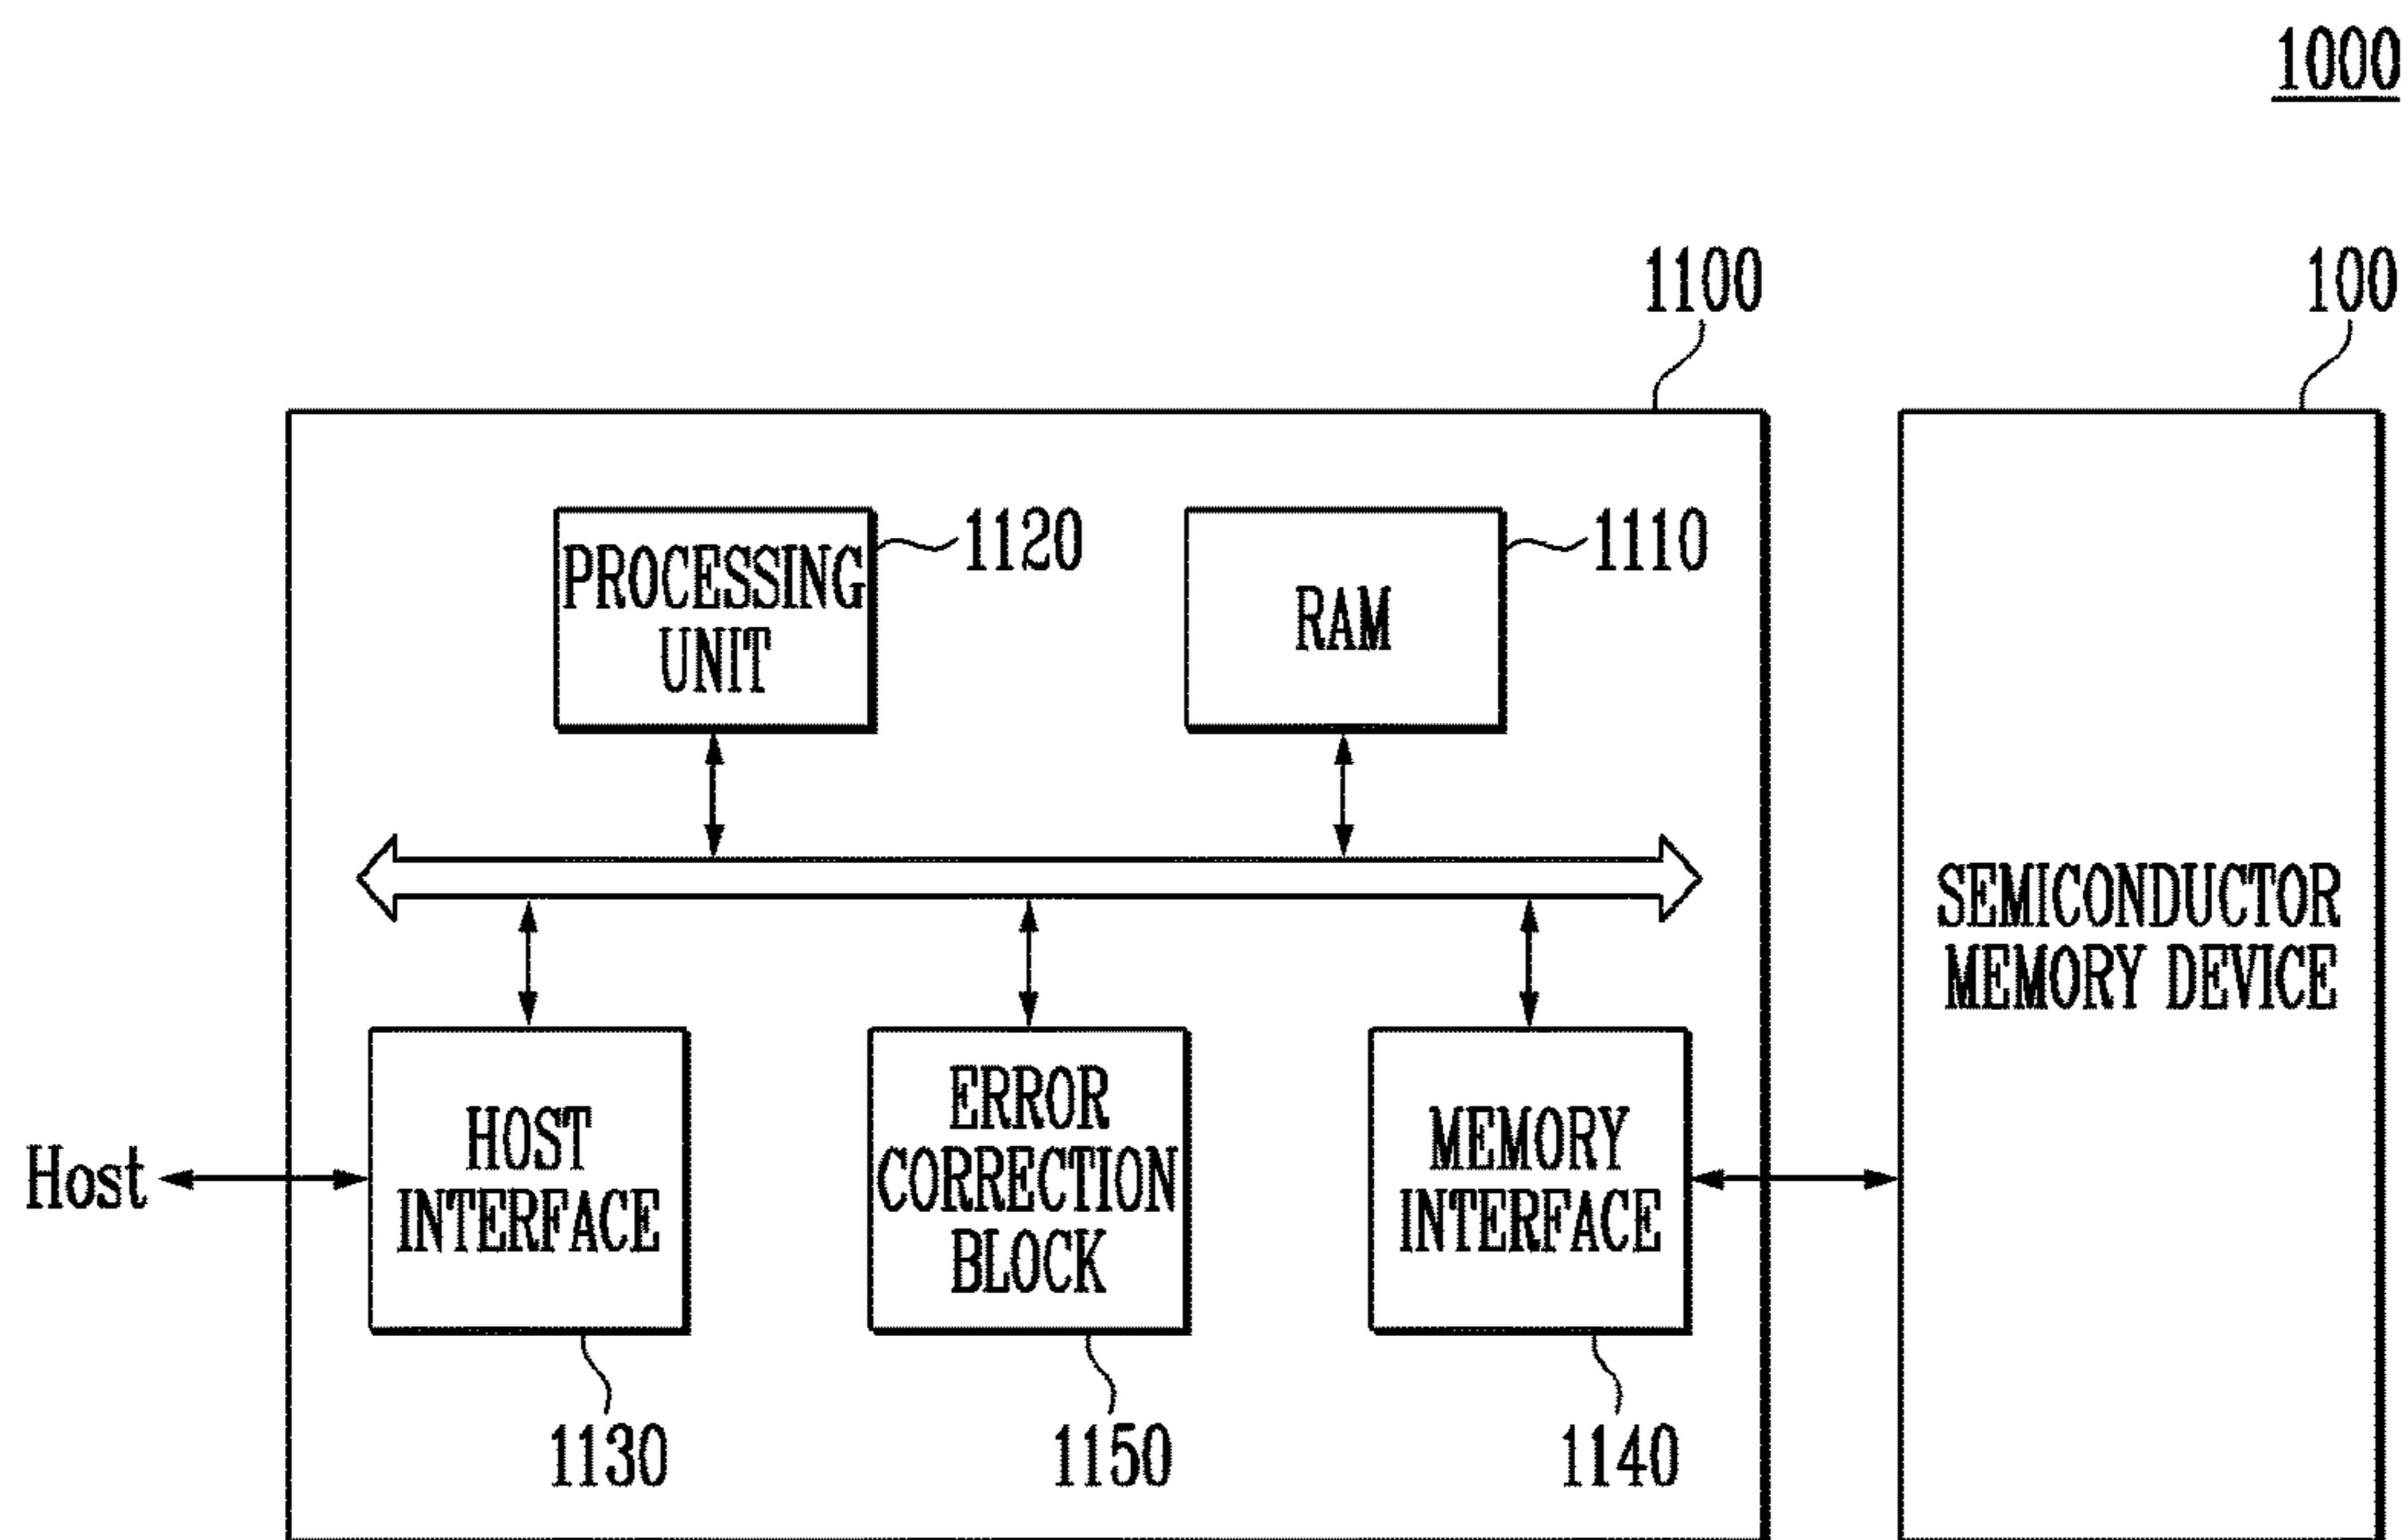 1000
1100
100
PROCESSING
UNIT
1120
RAM
1110
SEMICONDUCTOR
MEMORY DEVICE
Host
HOST
INTERFACE
ERROR
CORRECTION
BLOCK
MEMORY
INTERFACE
1130
1150
1140